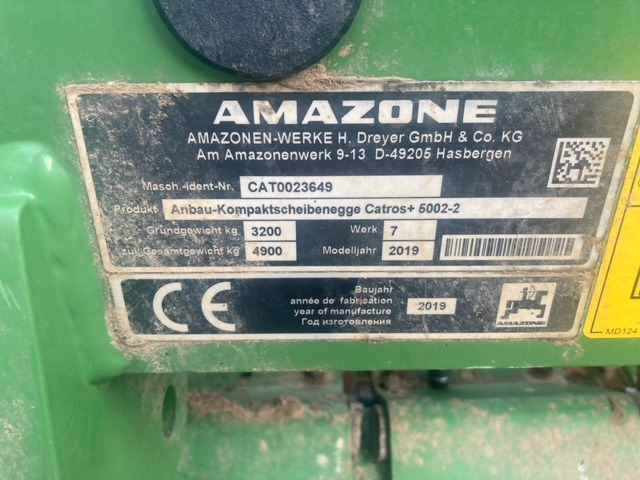 AMAZONE
AMAZONEN-WERKE H. Dreyer GmbH & Co. KG
Am Amazonenwerk 9-13 D-49205 Hasbergen
Masch.-Ident-Nr. CAT0023649
Produkt Anbau-Kompaktscheibenegge Catros+ 5002-2
Grundgewicht kg 3200 Werk 7
zul. Gesamtgewicht kg 4900 Modelljahr 2019
CE
Baujahr
année de fabrication
year of manufacture
Год изготовления
2019
AMAZONE
MD124